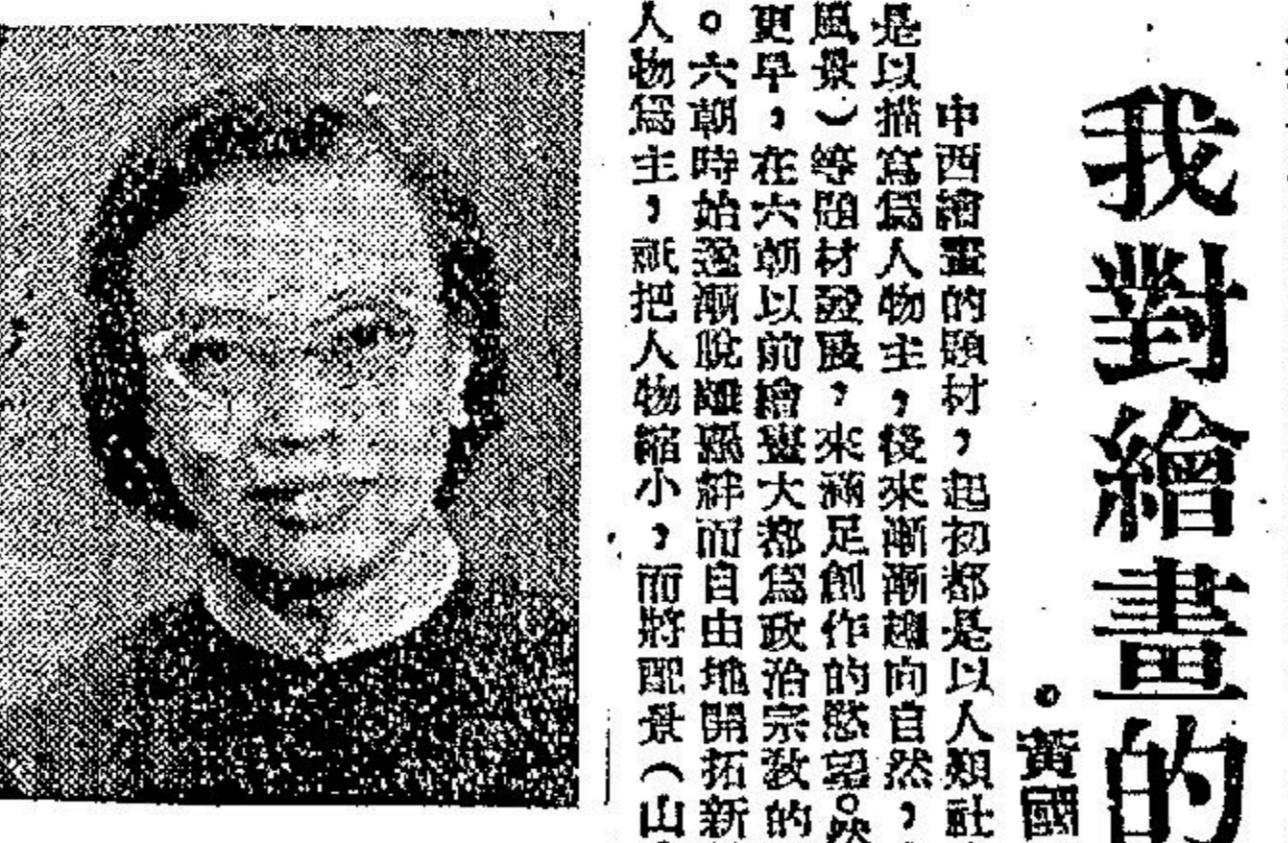 我對繪畫的
。黃國
中西繪畫的題材，起初都是以人類社
是以描寫爲人物主，後來漸漸趨向自然，
風景）等題材發展，來滿足創作的慾望。然
更早，在六朝以前繪畫大都爲政治宗教的
。六朝時始逐漸脫離羈絆而自由地開拓新
人物爲主，祇把人物縮小，而將配景（山